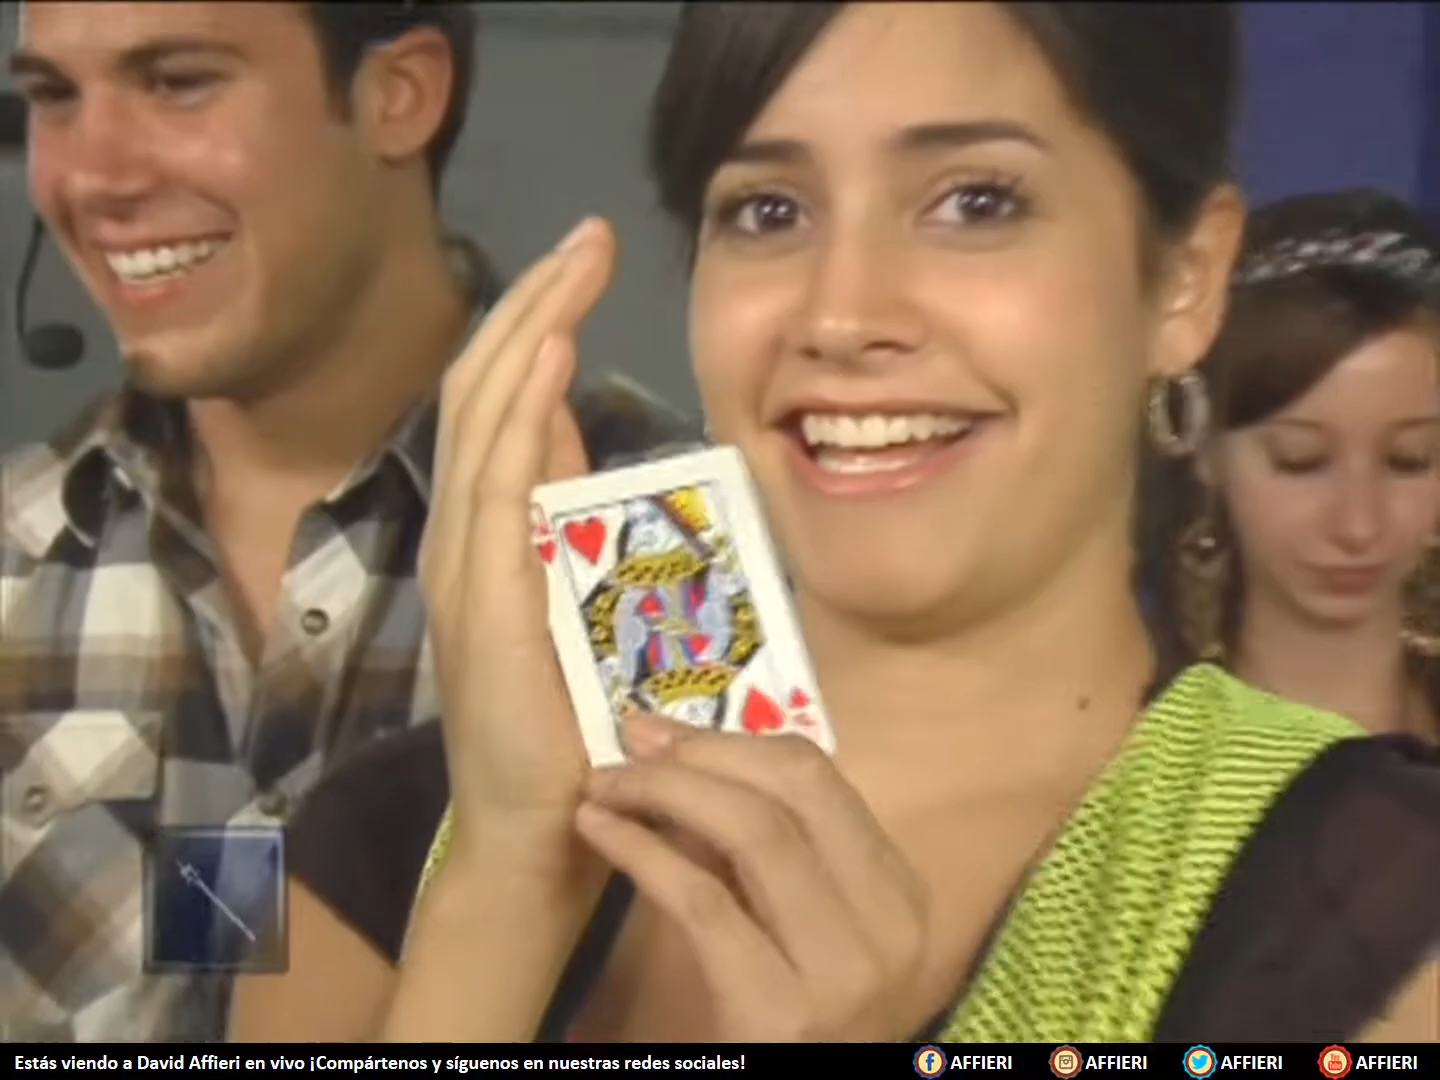 Estás viendo a David Affieri en vivo ¡Compártenos y síguenos en nuestras redes sociales! AFFIERI AFFIERI AFFIERI AFFIERI